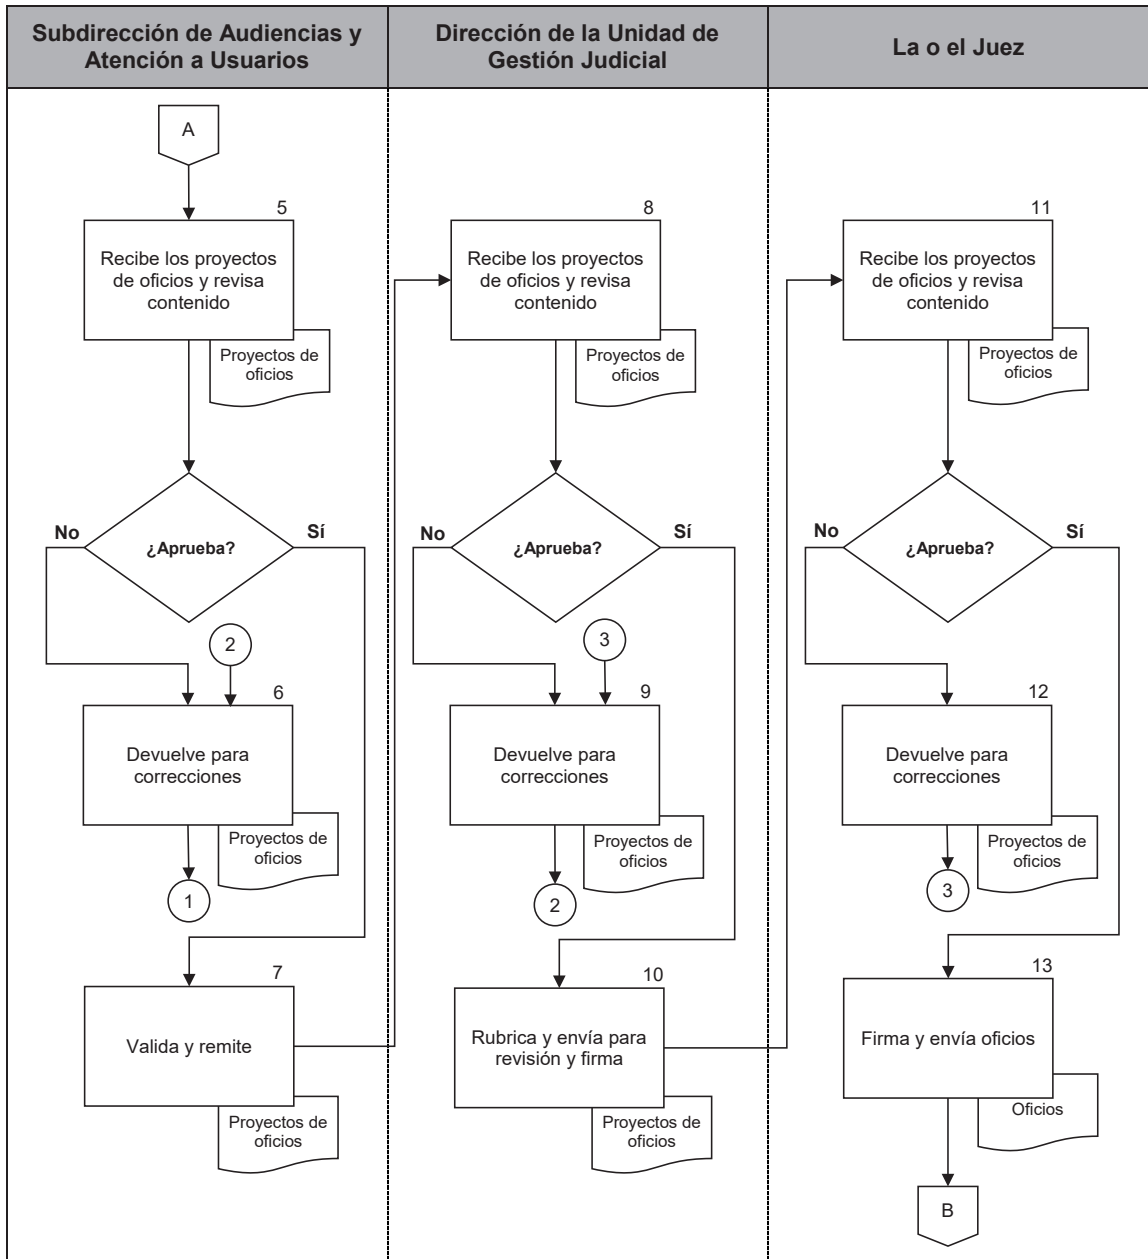 Subdirección de Audiencias y
Atención a Usuarios
Dirección de la Unidad de
Gestión Judicial
La o el Juez
A
5
Recibe los proyectos
de oficios y revisa
contenido
Proyectos de
oficios
¿Aprueba?
No
Sí
2
6
Devuelve para
correcciones
Proyectos de
oficios
1
7
Valida y remite
Proyectos de
oficios
8
Recibe los proyectos
de oficios y revisa
contenido
Proyectos de
oficios
¿Aprueba?
No
Sí
3
9
Devuelve para
correcciones
Proyectos de
oficios
2
10
Rubrica y envía para
revisión y firma
Proyectos de
oficios
11
Recibe los proyectos
de oficios y revisa
contenido
Proyectos de
oficios
¿Aprueba?
No
Sí
12
Devuelve para
correcciones
Proyectos de
oficios
3
13
Firma y envía oficios
Oficios
B